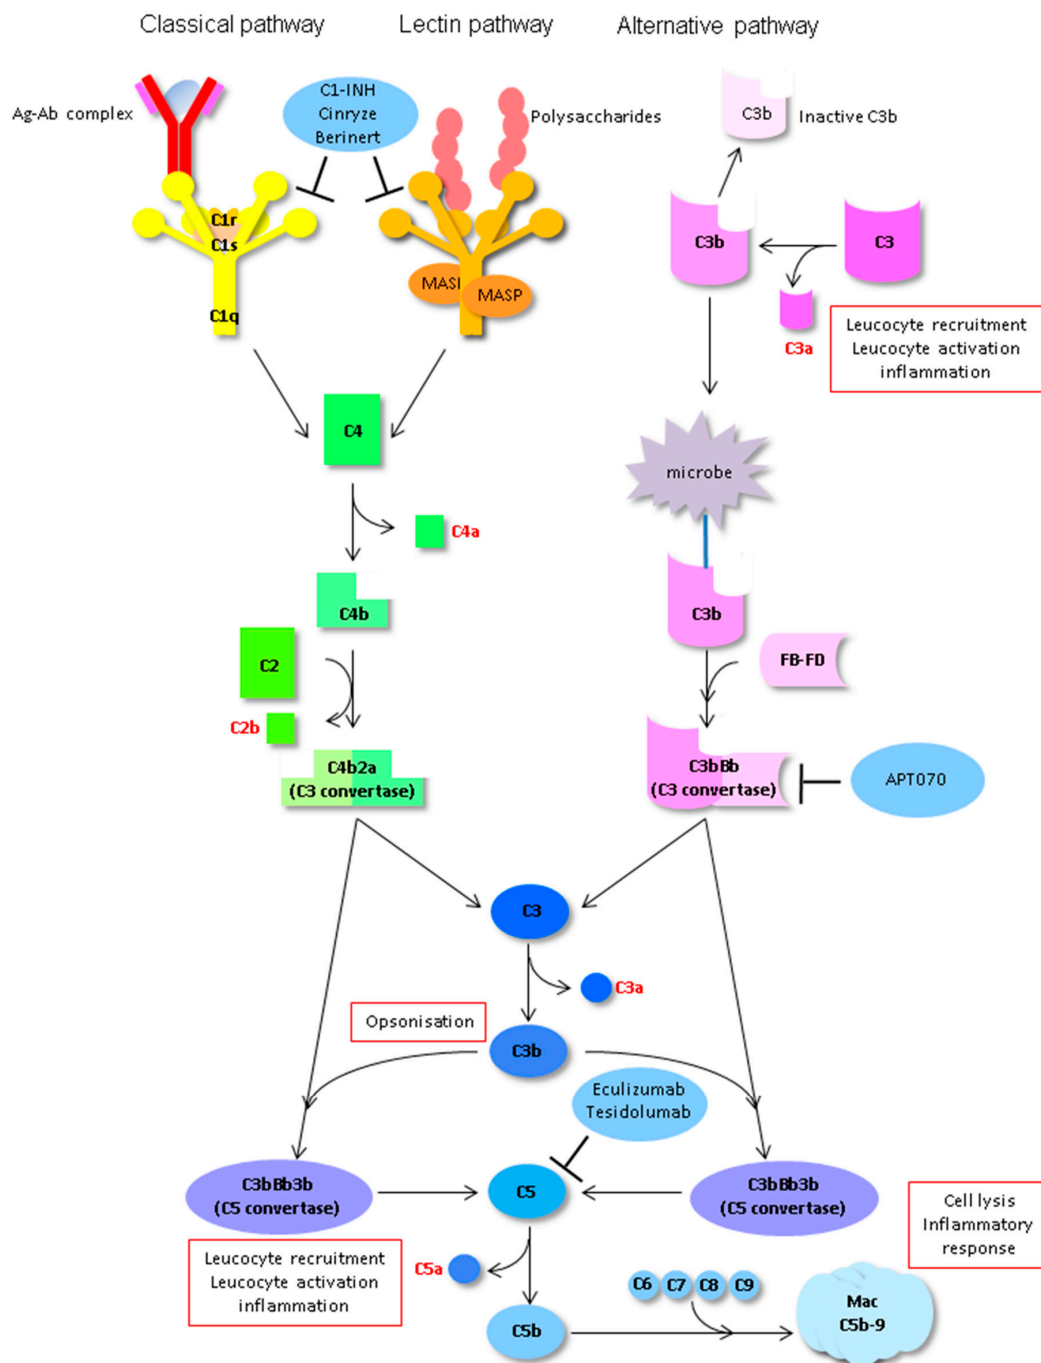 Classical pathway
Lectin pathway
Alternative pathway
Ag-Ab complex
C1-INH
Cinryze
Berinert
Polysaccharides
C3b
Inactive C3b
C1r
C1s
C1q
MASP
C3b
C3
C3a
Leucocyte recruitment
Leucocyte activation
inflammation
C4
microbe
C4a
C4b
C3b
C2
FB-FD
C2b
C4b2a
(C3 convertase)
C3bBb
(C3 convertase)
APT070
C3
C3a
Opsonisation
C3b
Eculizumab
Tesidolumab
C3bBb3b
(C5 convertase)
C5
C3bBb3b
(C5 convertase)
Cell lysis
Inflammatory
response
Leucocyte recruitment
Leucocyte activation
inflammation
C5a
C6
C7
C8
C9
C5b
Mac
C5b-9